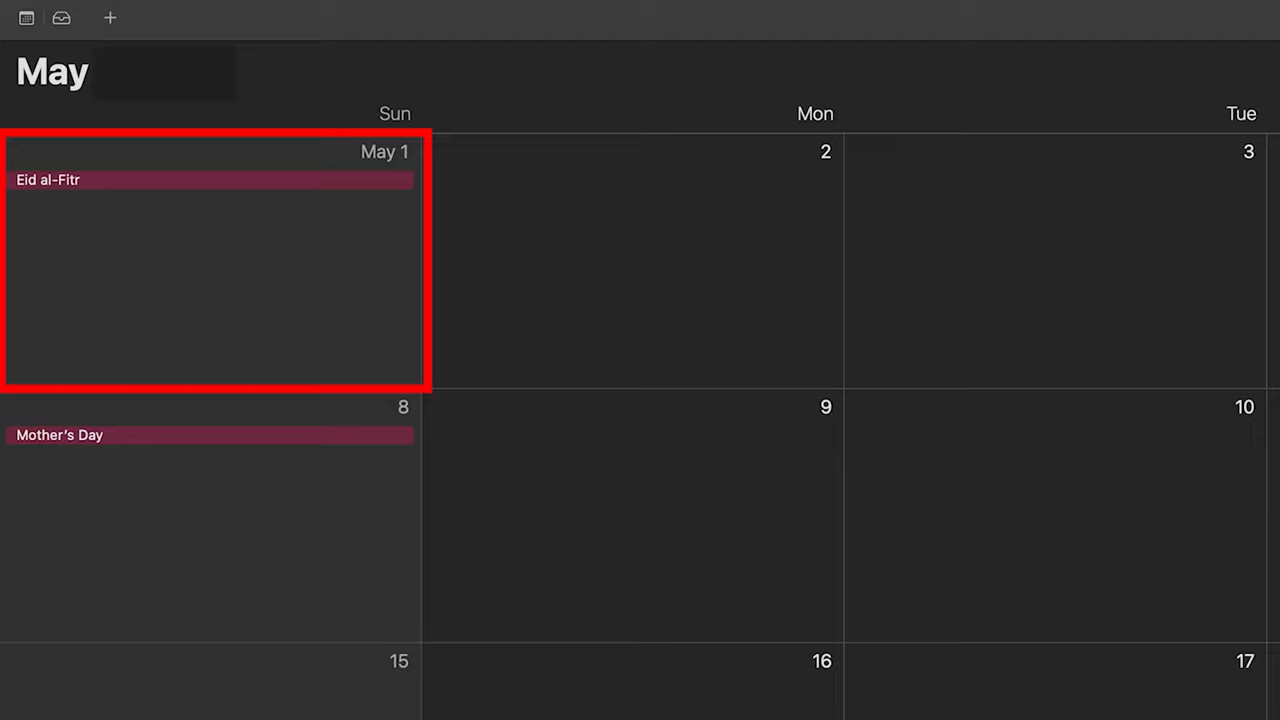 May
Sun Mon Tue
May 1 2 3
Eid al-Fitr
8 9 10
Mother's Day
15 16 17